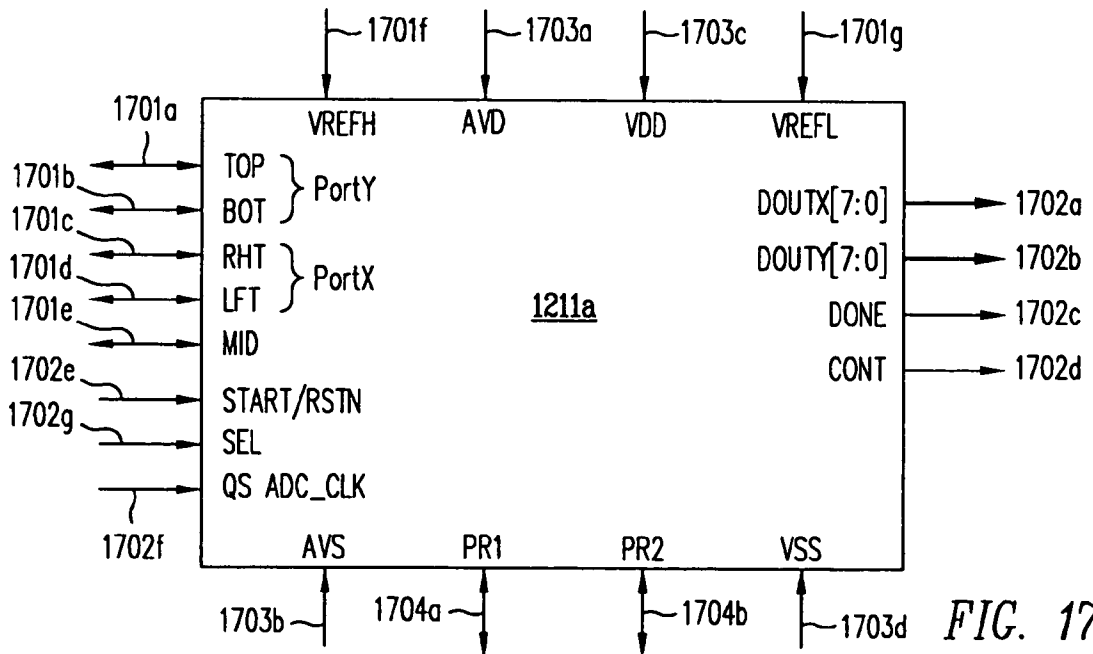 1701f 1703a 1703c 1701g
VREFH AVD VDD VREFL
1701a TOP
PortY
1701b BOT
1701c RHT
PortX
1701d LFT
1701e MID
1702e START/RSTN
1702g SEL
QS ADC_CLK
1702f
1211a
DOUTX[7:0] 1702a
DOUTY[7:0] 1702b
DONE 1702c
CONT 1702d
AVS PR1 PR2 VSS
1703b 1704a 1704b 1703d
FIG. 17